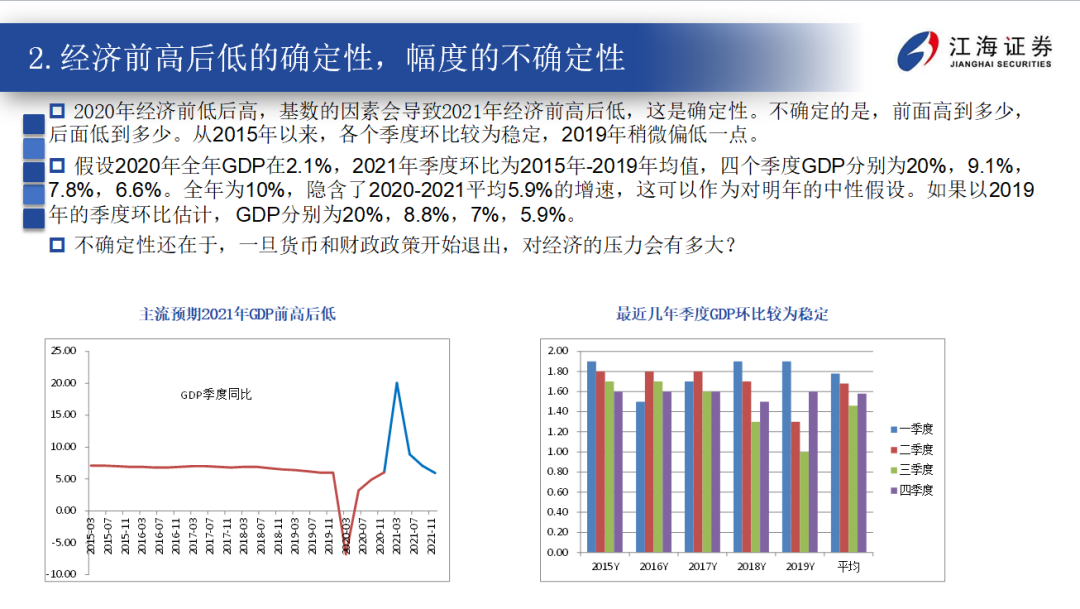 2.经济前高后低的确定性，幅度的不确定性
江海证券
JIANGHAI SECURITIES
2020年经济前低后高，基数的因素会导致2021年经济前高后低，这是确定性。不确定的是，前面高到多少，
后面低到多少。从2015年以来，各个季度环比较为稳定，2019年稍微偏低一点。
假设2020年全年GDP在2.1%，2021年季度环比为2015年-2019年均值，四个季度GDP分别为20%，9.1%，
7.8%，6.6%。全年为10%，隐含了2020-2021平均5.9%的增速，这可以作为对明年的中性假设。如果以2019
年的季度环比估计，GDP分别为20%，8.8%，7%，5.9%。
不确定性还在于，一旦货币和财政政策开始退出，对经济的压力会有多大？
主流预期2021年GDP前高后低
25.00
20.00
15.00
10.00
5.00
0.00
-5.00
-10.00
GDP季度同比
2015-03
2015-07
2015-11
2016-03
2016-07
2016-11
2017-03
2017-07
2017-11
2018-03
2018-07
2018-11
2019-03
2019-07
2019-11
2020-03
2020-07
2020-11
2021-03
2021-07
2021-11
最近几年季度GDP环比较为稳定
2.00
1.80
1.60
1.40
1.20
1.00
0.80
0.60
0.40
0.20
0.00
2015Y
2016Y
2017Y
2018Y
2019Y
平均
一季度
二季度
三季度
四季度